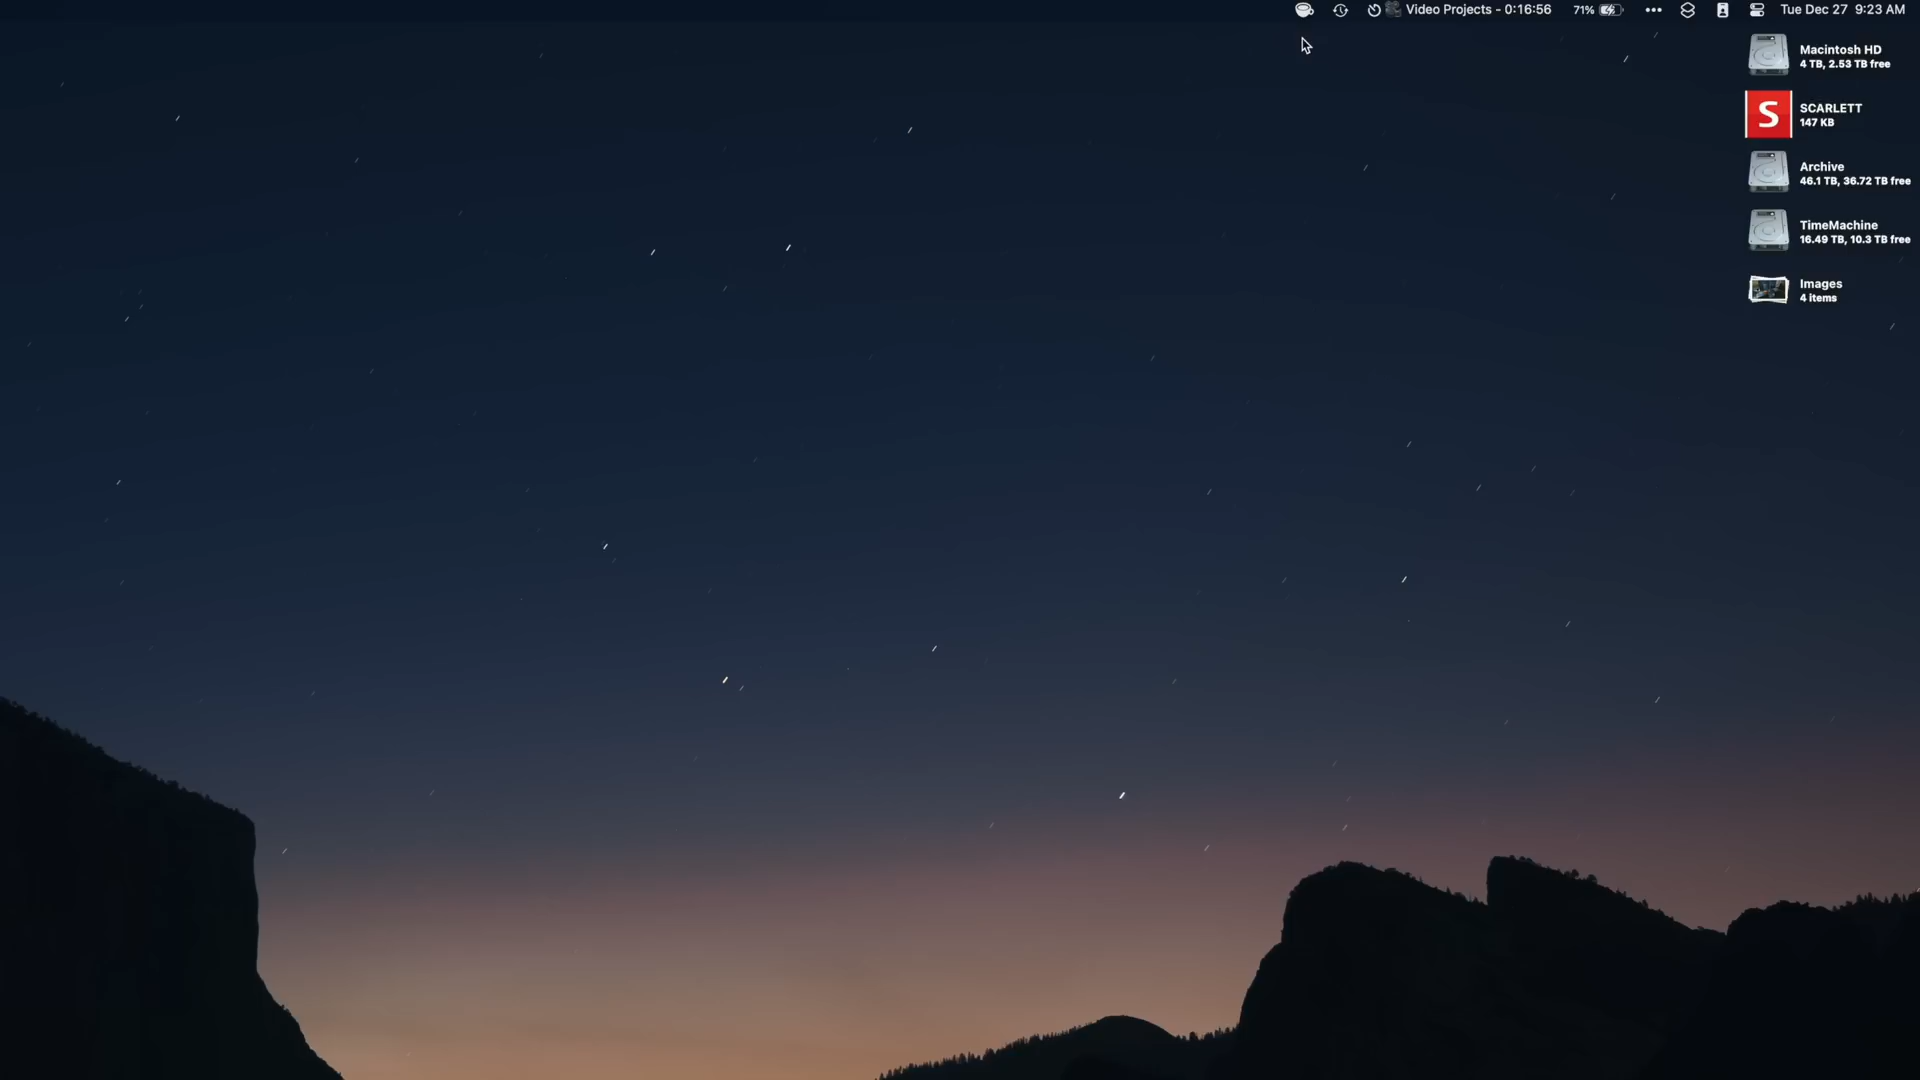 Video Projects - 0:16:56 71% Tue Dec 27 9:23 AM
Macintosh HD
4 TB, 2.53 TB free
S
SCARLETT
147 KB
Archive
46.1 TB, 36.72 TB free
TimeMachine
16.49 TB, 10.3 TB free
Images
4 items